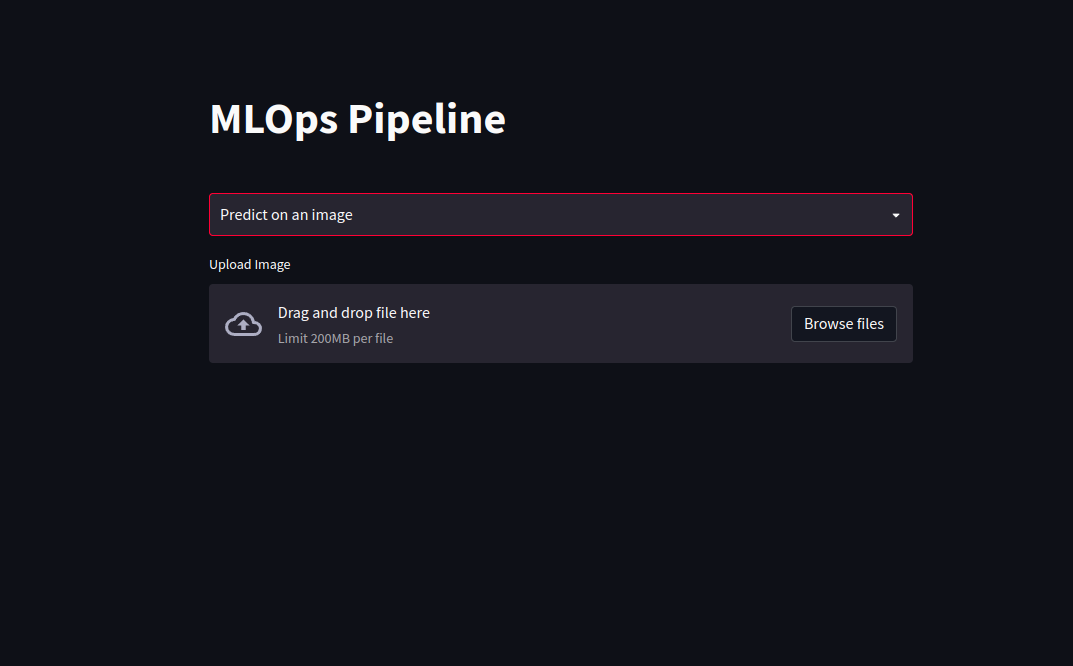 MLOps Pipeline
Predict on an image
Upload Image
Drag and drop file here
Limit 200MB per file
Browse files